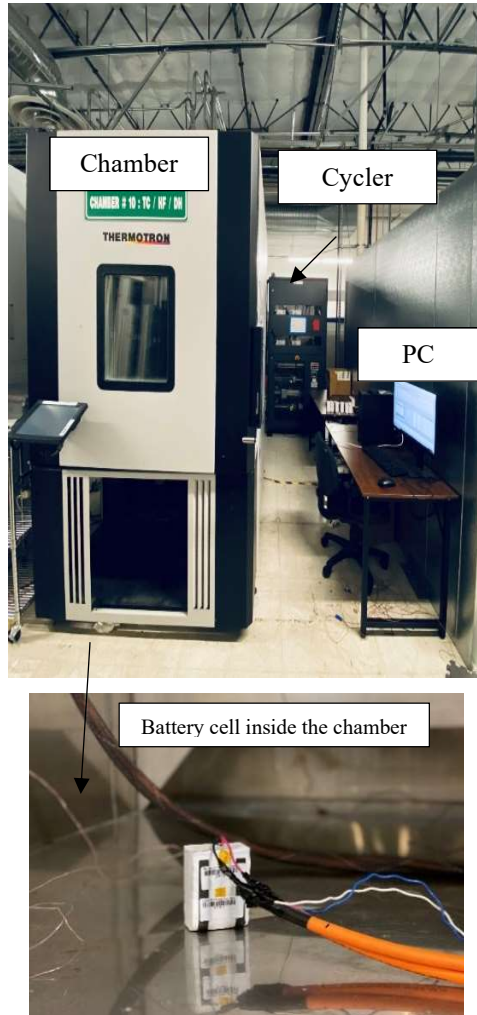 Chamber
Cycler
CHAMBER # 10 : TC / HF / DH
THERMOTRON
PC
Battery cell inside the chamber